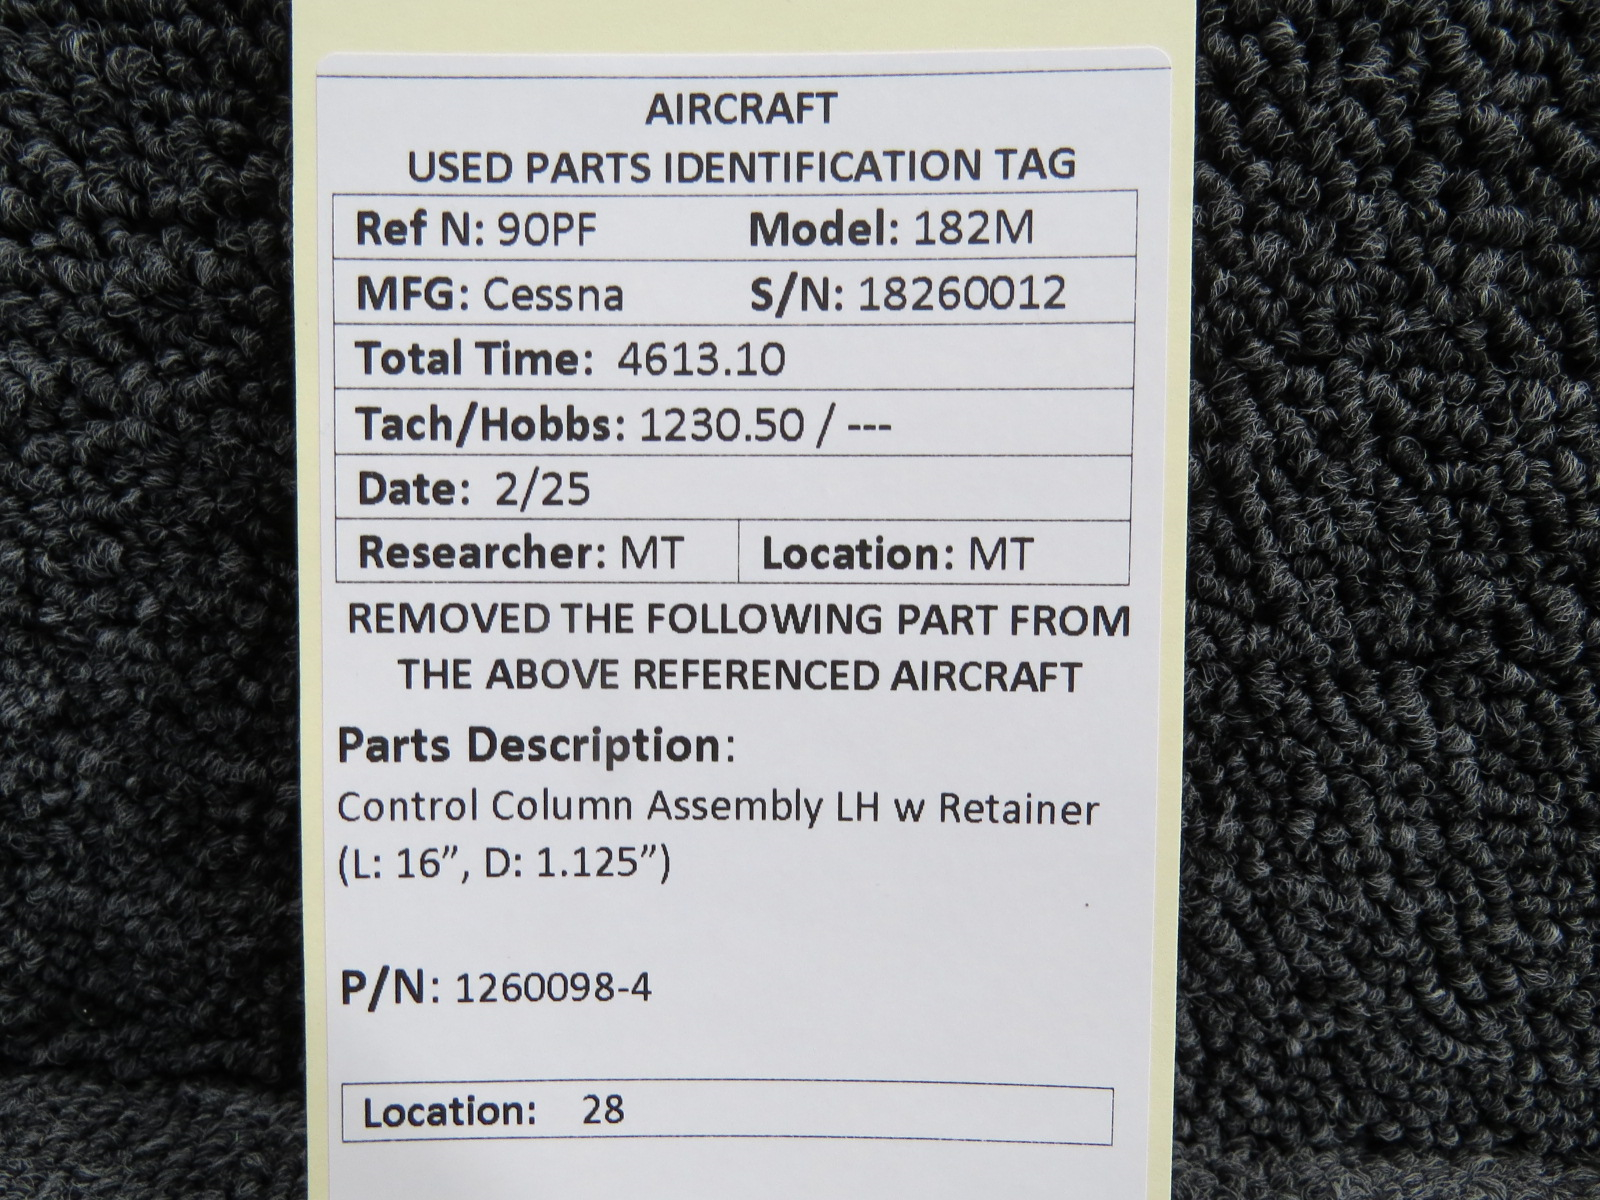 AIRCRAFT
USED PARTS IDENTIFICATION TAG
Ref N: 90PF Model: 182M
MFG: Cessna S/N: 18260012
Total Time: 4613.10
Tach/Hobbs: 1230.50 / ---
Date: 2/25
Researcher: MT Location: MT
REMOVED THE FOLLOWING PART FROM
THE ABOVE REFERENCED AIRCRAFT
Parts Description:
Control Column Assembly LH w Retainer
(L: 16”, D: 1.125”)
P/N: 1260098-4
Location: 28